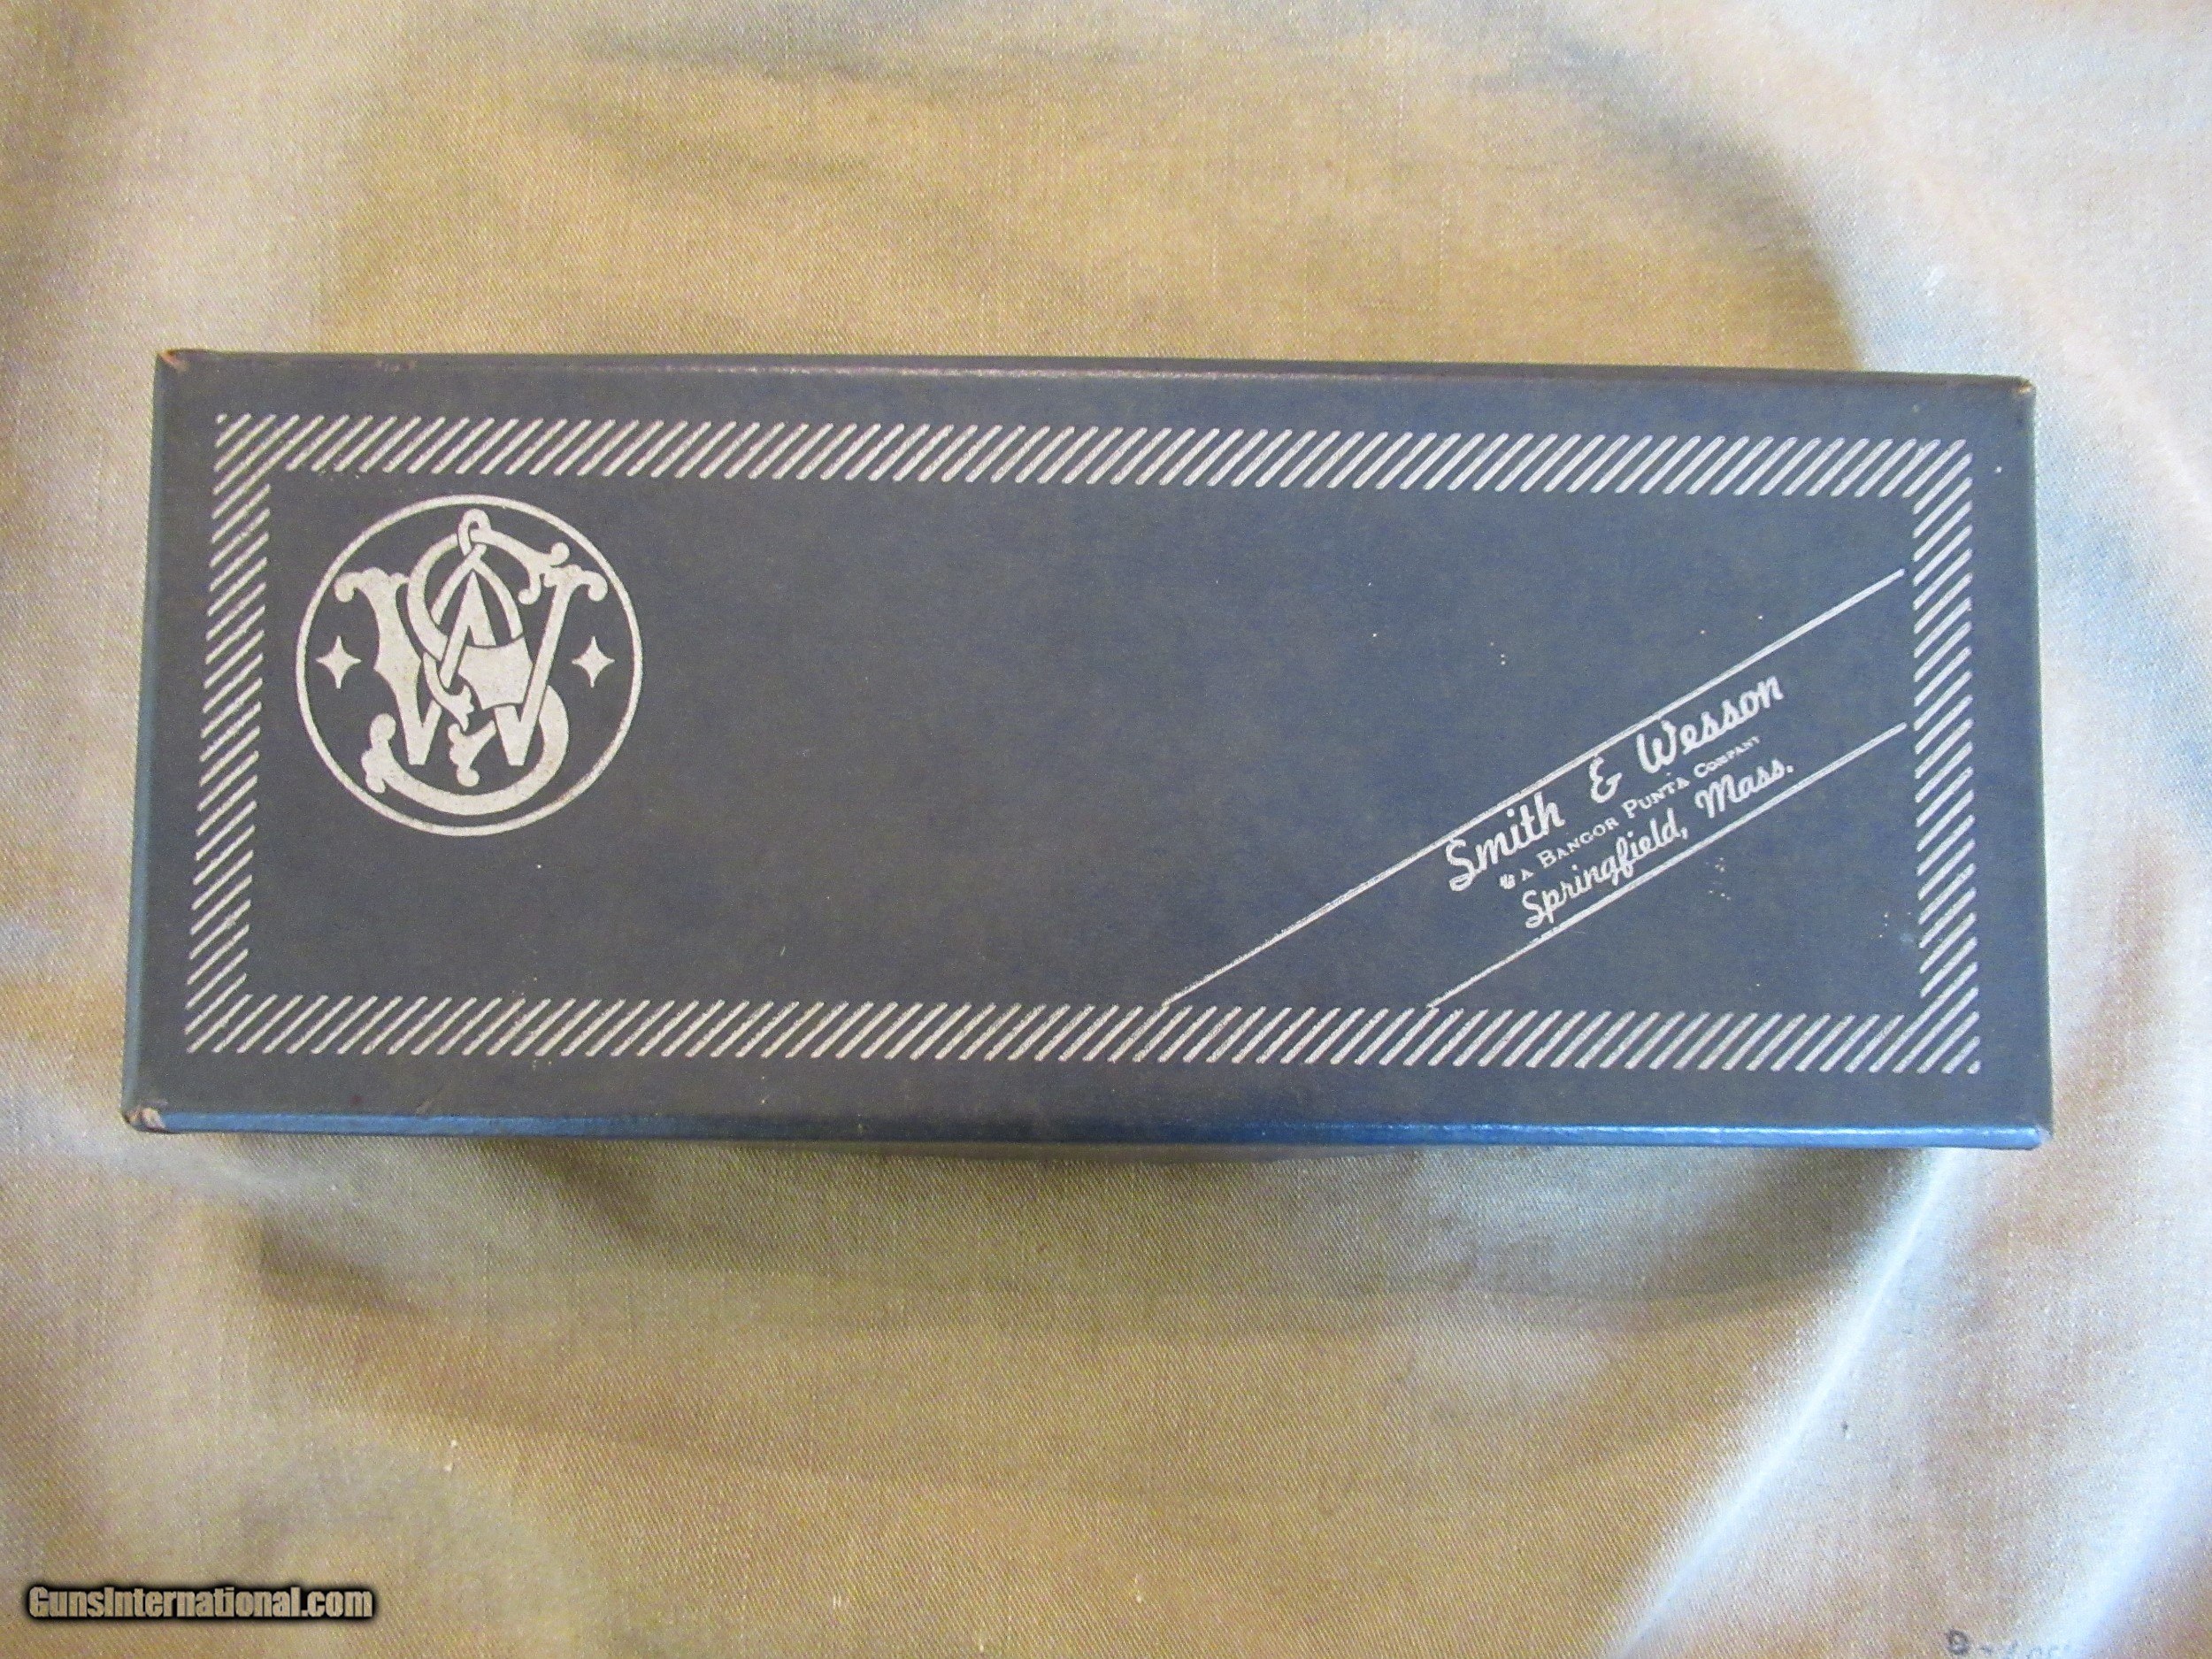 Smith & Wesson
A BANGOR PUNTA COMPANY
Springfield, Mass.
GunsInternational.com